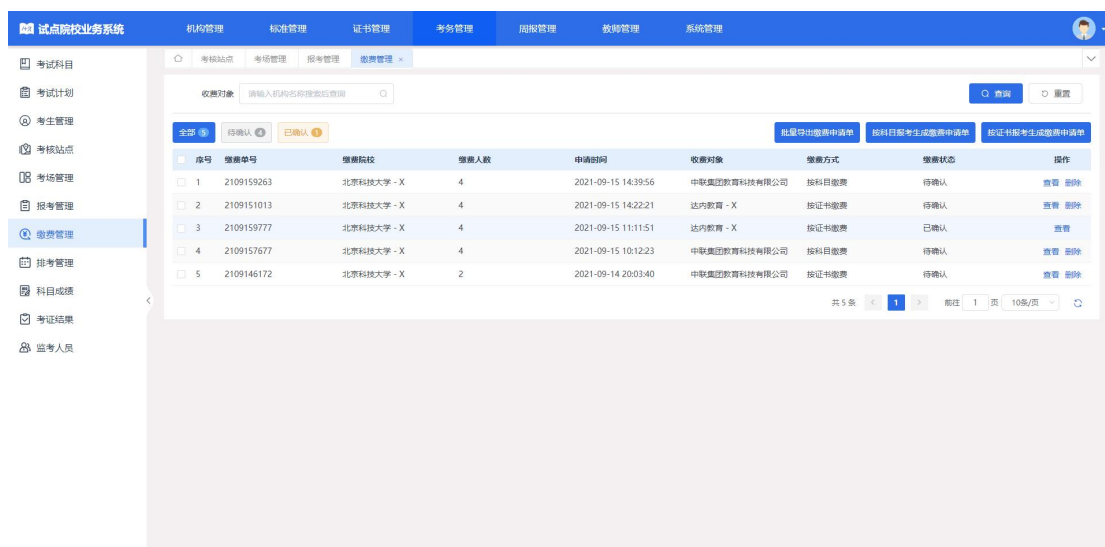 试点院校业务系统 机构管理 标准管理 证书管理 考务管理 周报管理 教师管理 系统管理
考试科目
考试计划
考生管理
考核站点
考场管理
报考管理
缴费管理
排考管理
科目成绩
考证结果
监考人员
考核站点 考场管理 报考管理 缴费管理 ×
收费对象 请输入机构名称搜索后查询 查询 重置
全部 5 待确认 4 已确认 1 批量导出缴费申请单 按科目报考生成缴费申请单 按证书报考生成缴费申请单
序号 缴费单号 缴费院校 缴费人数 申请时间 收费对象 缴费方式 缴费状态 操作
1 2109159263 北京科技大学 - X 4 2021-09-15 14:39:56 中联集团教育科技有限公司 按科目缴费 待确认 查看 删除
2 2109151013 北京科技大学 - X 4 2021-09-15 14:22:21 达内教育 - X 按证书缴费 待确认 查看 删除
3 2109159777 北京科技大学 - X 4 2021-09-15 11:11:51 达内教育 - X 按证书缴费 已确认 查看
4 2109157677 北京科技大学 - X 4 2021-09-15 10:12:23 中联集团教育科技有限公司 按科目缴费 待确认 查看 删除
5 2109146172 北京科技大学 - X 2 2021-09-14 20:03:40 中联集团教育科技有限公司 按证书缴费 待确认 查看 删除
共 5 条 < 1 > 前往 1 页 10条/页